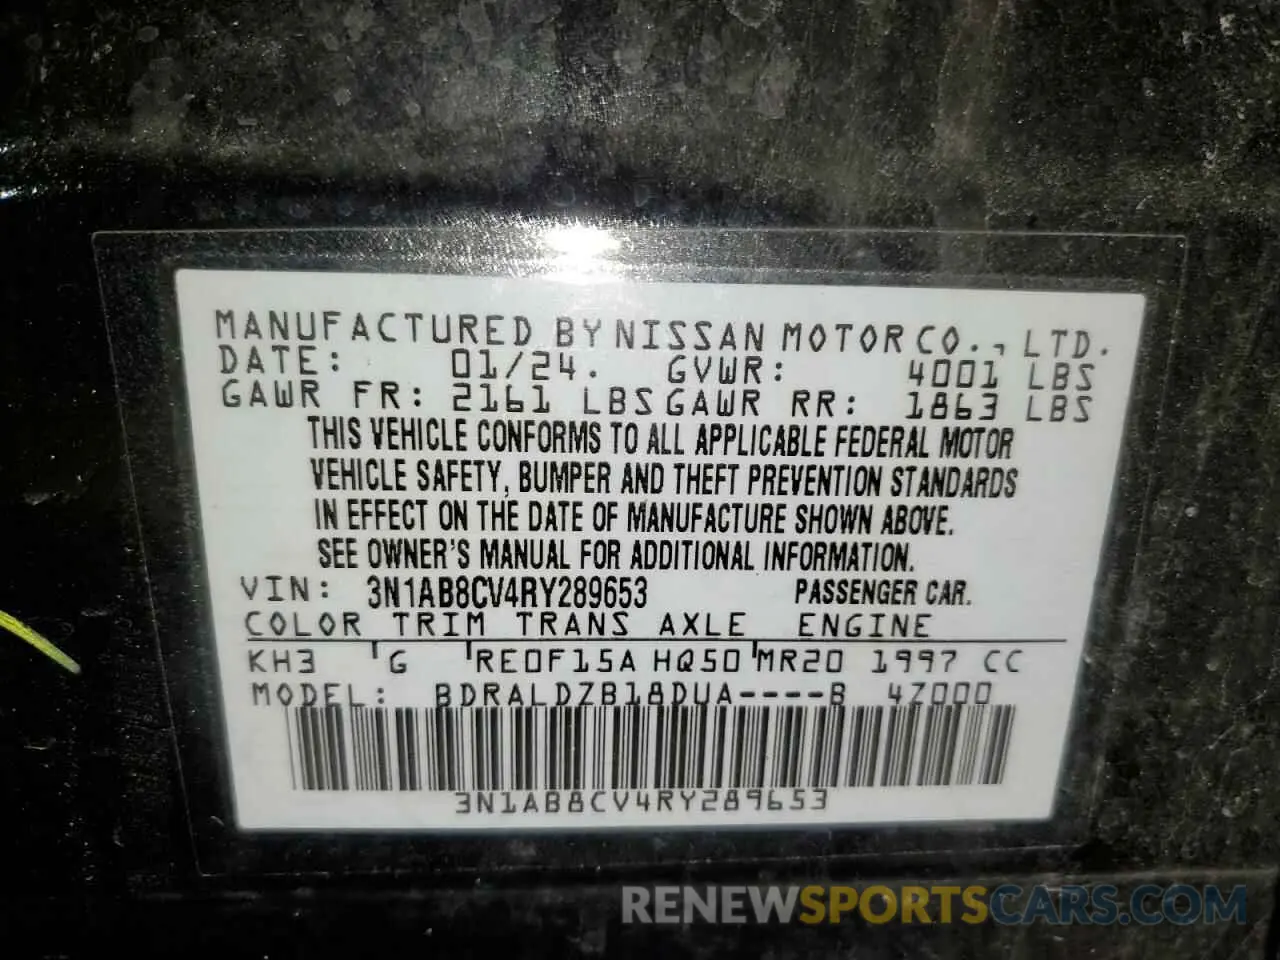 MANUFACTURED BY NISSAN MOTOR CO., LTD.
DATE: 01/24. GVWR: 4001 LBS
GAWR FR: 2161 LBS GAWR RR: 1863 LBS
THIS VEHICLE CONFORMS TO ALL APPLICABLE FEDERAL MOTOR
VEHICLE SAFETY, BUMPER AND THEFT PREVENTION STANDARDS
IN EFFECT ON THE DATE OF MANUFACTURE SHOWN ABOVE.
SEE OWNER'S MANUAL FOR ADDITIONAL INFORMATION.
VIN: 3N1AB8CV4RY289653 PASSENGER CAR.
COLOR TRIM TRANS AXLE ENGINE
KH3 G RE0F15A HQ50 MR20 1997 CC
MODEL: BDRALDZB18DUA----B 4Z000
3N1AB8CV4RY289653
RENEWSPORTSCARS.COM